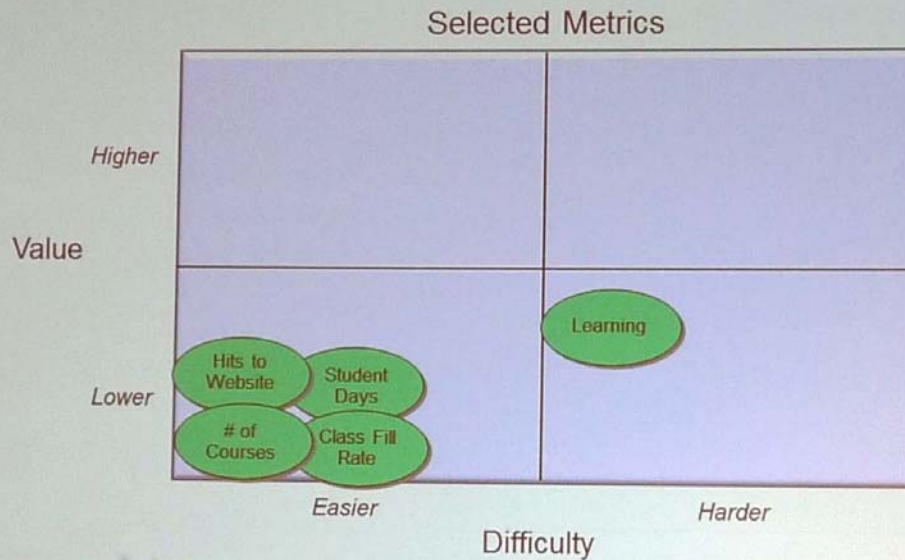 Selected Metrics
Higher
Value
Lower
Hits to
Website
Student
Days
# of
Courses
Class Fill
Rate
Learning
Easier
Harder
Difficulty